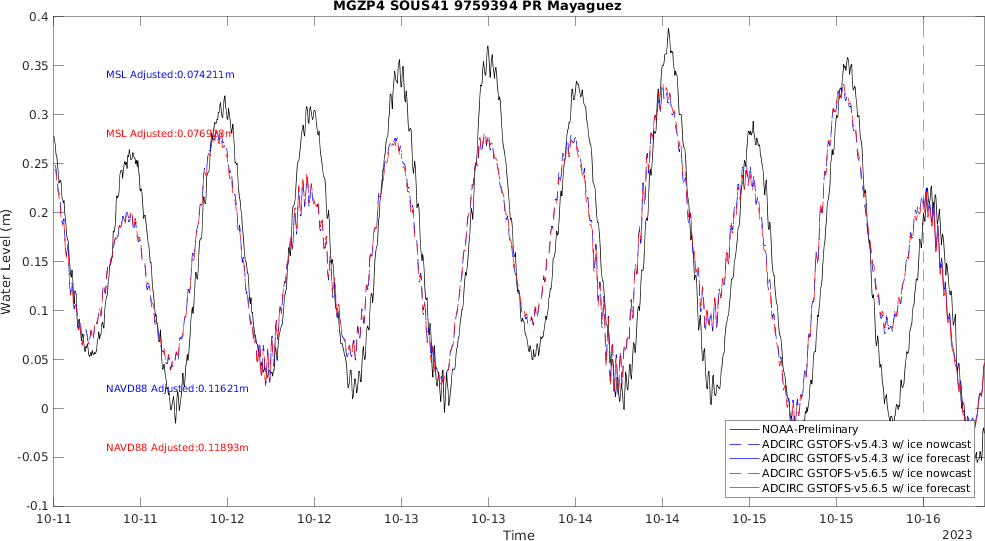 MGZP4 SOUS41 9759394 PR Mayaguez
0.4
0.35
0.3
0.25
0.2
0.15
0.1
0.05
0
-0.05
-0.1
Water Level (m)
MSL Adjusted:0.074211m
MSL Adjusted:0.076928m
NAVD88 Adjusted:0.11621m
NAVD88 Adjusted:0.11893m
NOAA-Preliminary
ADCIRC GSTOFS-v5.4.3 w/ ice nowcast
ADCIRC GSTOFS-v5.4.3 w/ ice forecast
ADCIRC GSTOFS-v5.6.5 w/ ice nowcast
ADCIRC GSTOFS-v5.6.5 w/ ice forecast
10-11 10-11 10-12 10-12 10-13 10-13 10-14 10-14 10-15 10-15 10-16
Time
2023